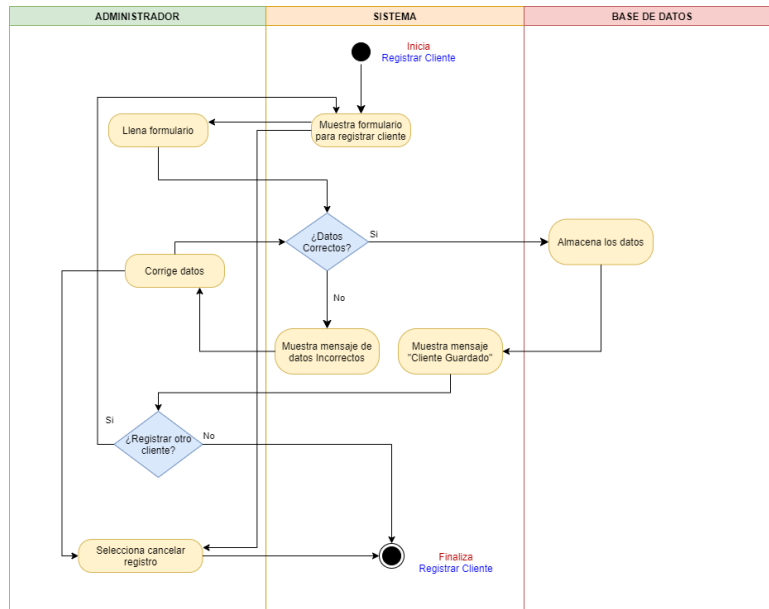 ADMINISTRADOR
SISTEMA
BASE DE DATOS
Inicia
Registrar Cliente
Llena formulario
Muestra formulario
para registrar cliente
¿Datos
Correctos?
Si
Almacena los datos
Corrige datos
No
Muestra mensaje de
datos Incorrectos
Muestra mensaje
"Cliente Guardado"
Si
¿Registrar otro
cliente?
No
Selecciona cancelar
registro
Finaliza
Registrar Cliente